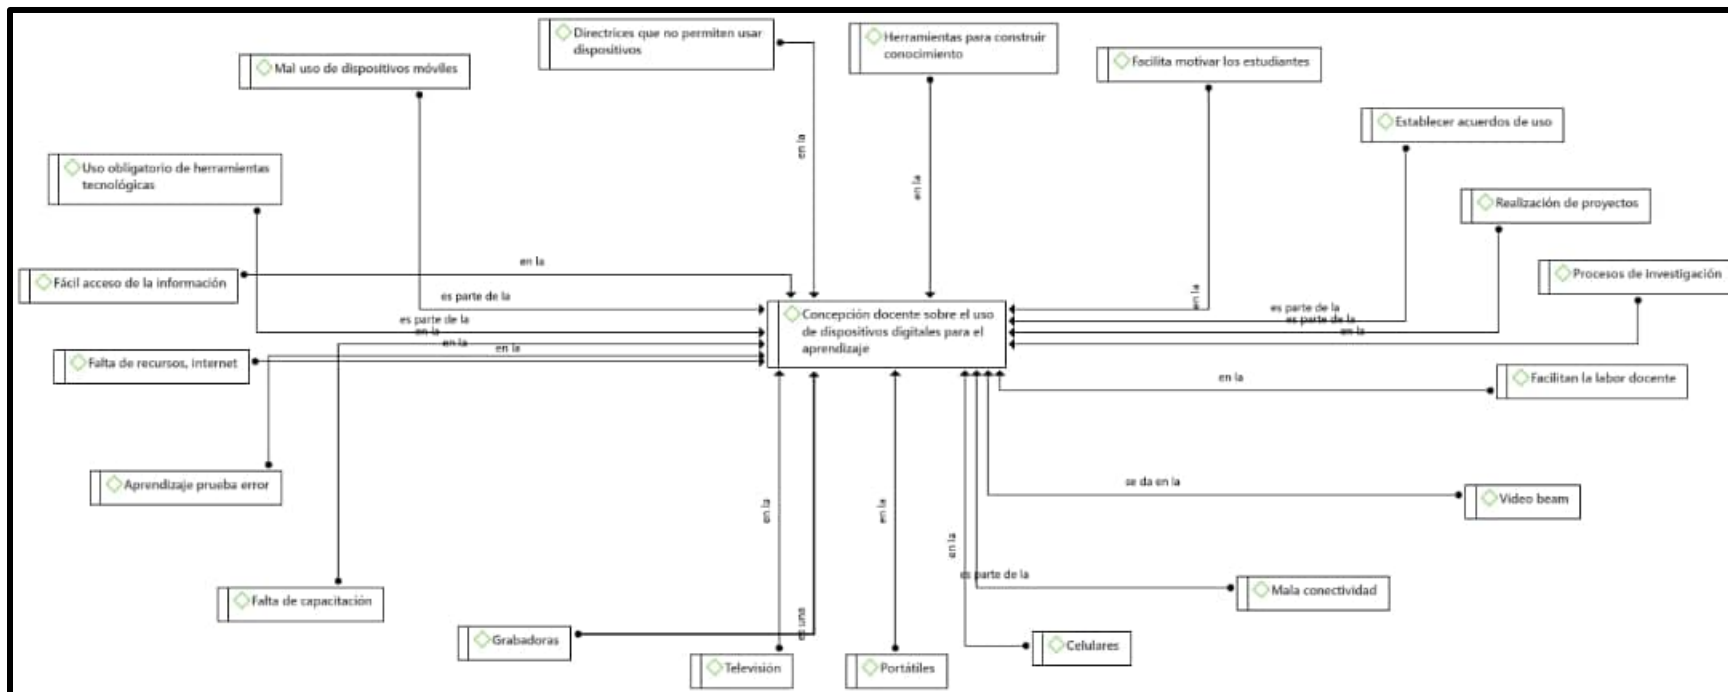 Directrices que no permiten usar
dispositivos
Herramientas para construir
conocimiento
Facilita motivar los estudiantes
Mal uso de dispositivos móviles
Establecer acuerdos de uso
en la
Uso obligatorio de herramientas
tecnológicas
en la
Realización de proyectos
en la
Fácil acceso de la información
Procesos de investigación
es parte de la
en la
es parte de la
es parte de la
es parte de la
en la
en la
Concepción docente sobre el uso
de dispositivos digitales para el
aprendizaje
en la
en la
Falta de recursos, internet
en la
Facilitan la labor docente
Aprendizaje prueba error
se da en la
Video beam
en la
en la
en la
es parte de la
Mala conectividad
Falta de capacitación
es una
Grabadoras
Celulares
Televisión
Portátiles